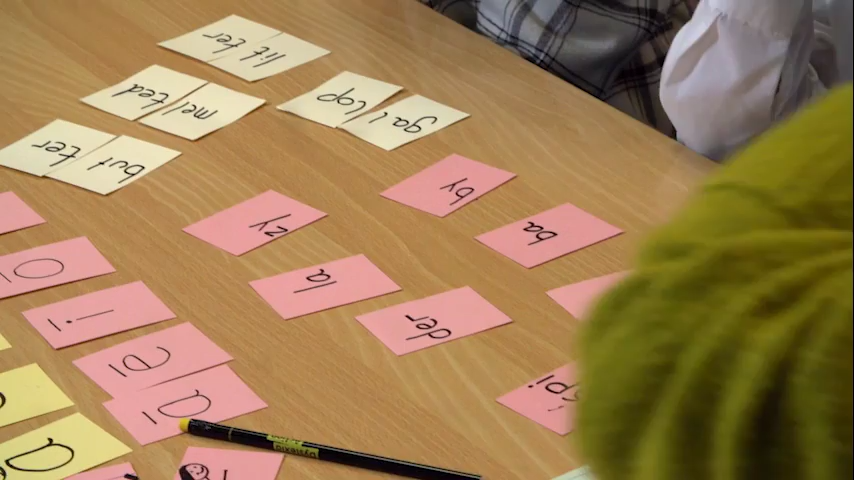 lit ter
mel ted
gal lop
but ter
by
zy
ba
la
der
ō
ī
ē
ā